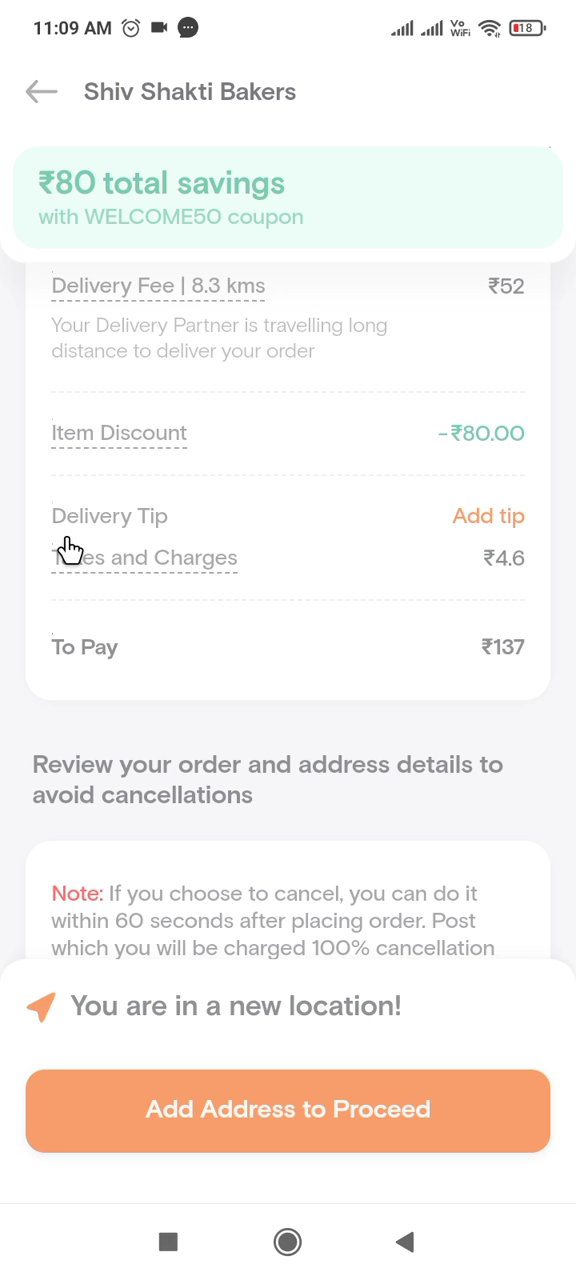 11:09 AM
Vo
WiFi
18
Shiv Shakti Bakers
₹80 total savings
with WELCOME50 coupon
Delivery Fee | 8.3 kms ₹52
Your Delivery Partner is travelling long
distance to deliver your order
Item Discount -₹80.00
Delivery Tip Add tip
and Charges ₹4.6
To Pay ₹137
Review your order and address details to
avoid cancellations
Note: If you choose to cancel, you can do it
within 60 seconds after placing order. Post
which you will be charged 100% cancellation
You are in a new location!
Add Address to Proceed